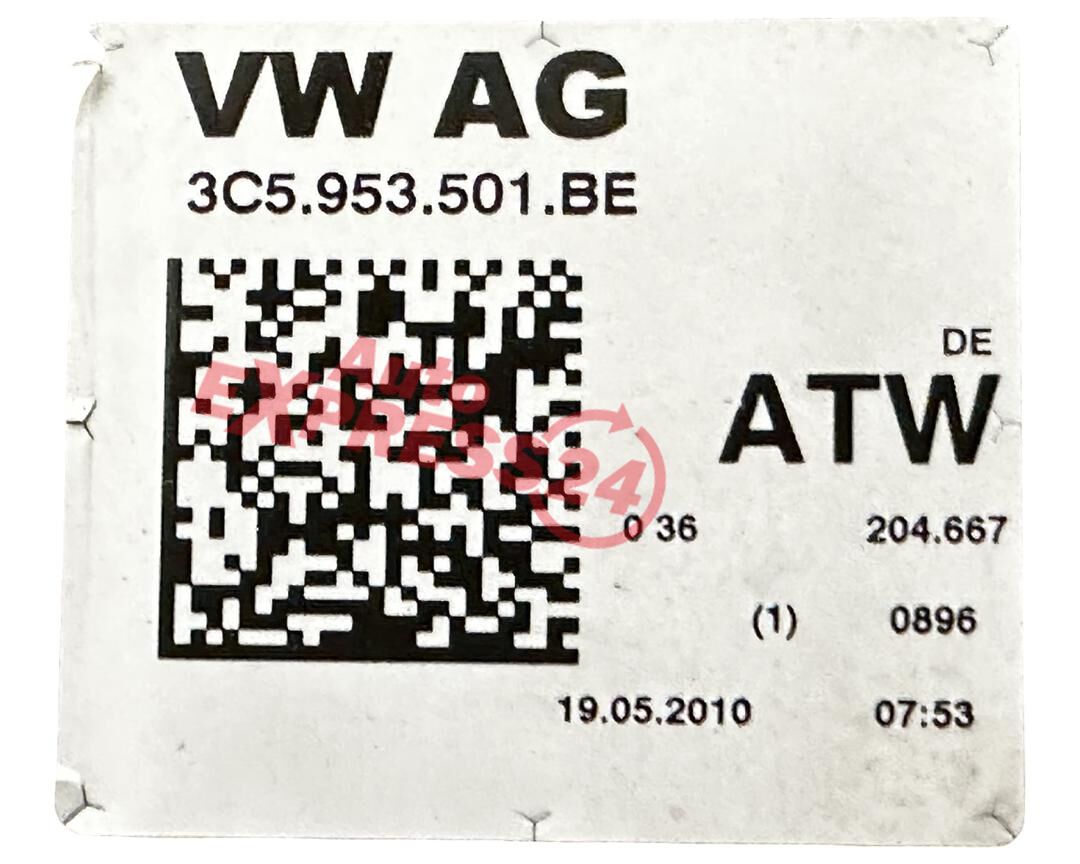 VW AG
3C5.953.501.BE
DE
ATW
Auto
EXPRESS24
0 36 204.667
(1) 0896
19.05.2010 07:53